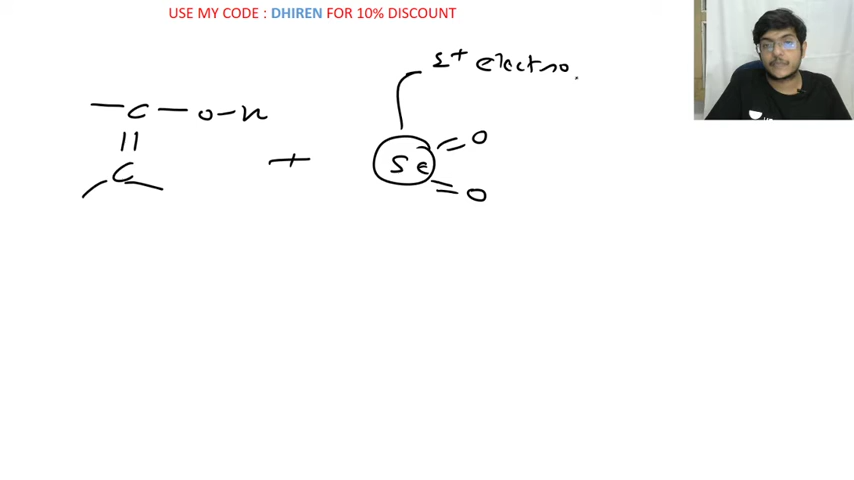 USE MY CODE : DHIREN FOR 10% DISCOUNT
δ+ electro.
— C — O – H
|| + Se = O
C = O